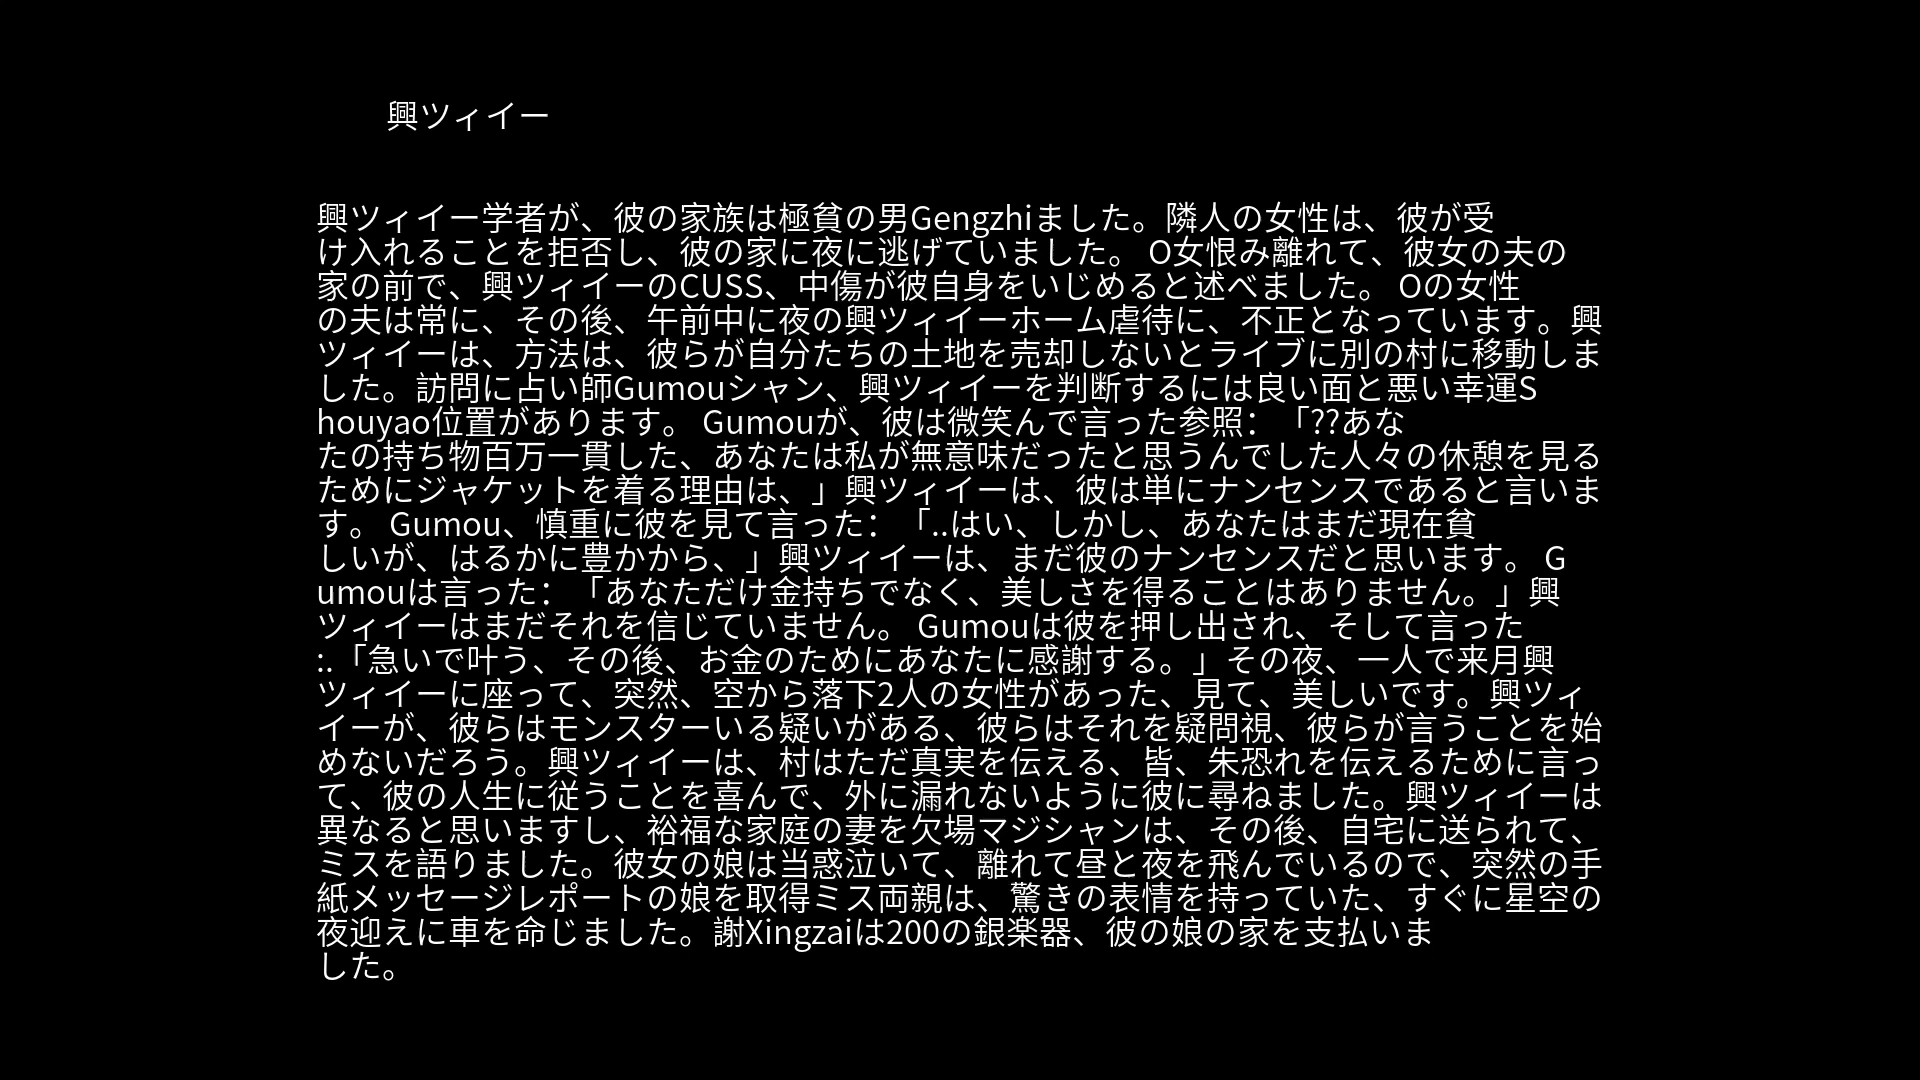 興ツィイー
興ツィイー学者が、彼の家族は極貧の男Gengzhiました。隣人の女性は、彼が受
け入れることを拒否し、彼の家に夜に逃げていました。 O女恨み離れて、彼女の夫の
家の前で、興ツィイーのCUSS、中傷が彼自身をいじめると述べました。 Oの女性
の夫は常に、その後、午前中に夜の興ツィイーホーム虐待に、不正となっています。興
ツィイーは、方法は、彼らが自分たちの土地を売却しないとライブに別の村に移動しま
した。訪問に占い師Gumouシャン、興ツィイーを判断するには良い面と悪い幸運S
houyao位置があります。 Gumouが、彼は微笑んで言った参照：「??あな
たの持ち物百万一貫した、あなたは私が無意味だったと思うんでした人々の休憩を見る
ためにジャケットを着る理由は、」興ツィイーは、彼は単にナンセンスであると言いま
す。 Gumou、慎重に彼を見て言った：「..はい、しかし、あなたはまだ現在貧
しいが、はるかに豊かから、」興ツィイーは、まだ彼のナンセンスだと思います。 G
umouは言った：「あなただけ金持ちでなく、美しさを得ることはありません。」興
ツィイーはまだそれを信じていません。 Gumouは彼を押し出され、そして言った
:.「急いで叶う、その後、お金のためにあなたに感謝する。」その夜、一人で来月興
ツィイーに座って、突然、空から落下2人の女性があった、見て、美しいです。興ツィ
イーが、彼らはモンスターいる疑いがある、彼らはそれを疑問視、彼らが言うことを始
めないだろう。興ツィイーは、村はただ真実を伝える、皆、朱恐れを伝えるために言っ
て、彼の人生に従うことを喜んで、外に漏れないように彼に尋ねました。興ツィイーは
異なると思いますし、裕福な家庭の妻を欠場マジシャンは、その後、自宅に送られて、
ミスを語りました。彼女の娘は当惑泣いて、離れて昼と夜を飛んでいるので、突然の手
紙メッセージレポートの娘を取得ミス両親は、驚きの表情を持っていた、すぐに星空の
夜迎えに車を命じました。謝Xingzaiは200の銀楽器、彼の娘の家を支払いま
した。